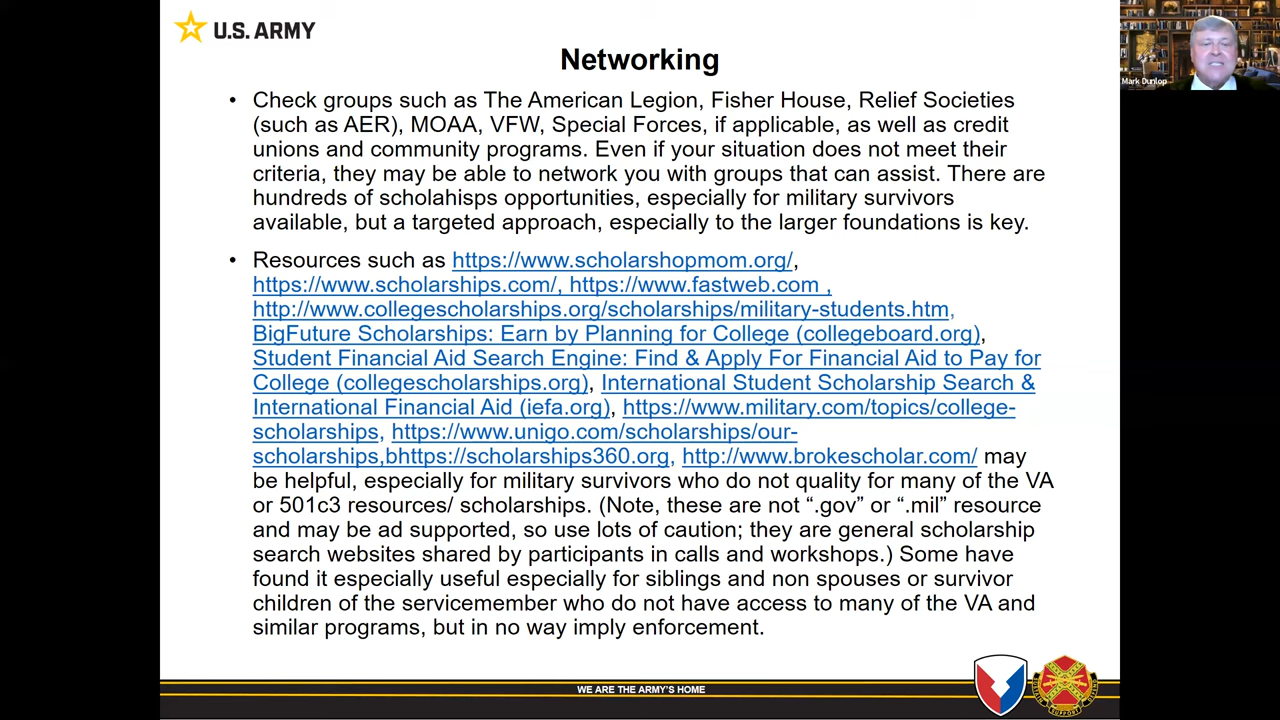 U.S. ARMY
Mark Dunlop
Networking
• Check groups such as The American Legion, Fisher House, Relief Societies
(such as AER), MOAA, VFW, Special Forces, if applicable, as well as credit
unions and community programs. Even if your situation does not meet their
criteria, they may be able to network you with groups that can assist. There are
hundreds of scholahisps opportunities, especially for military survivors
available, but a targeted approach, especially to the larger foundations is key.
• Resources such as https://www.scholarshopmom.org/,
https://www.scholarships.com/, https://www.fastweb.com ,
http://www.collegescholarships.org/scholarships/military-students.htm,
BigFuture Scholarships: Earn by Planning for College (collegeboard.org),
Student Financial Aid Search Engine: Find & Apply For Financial Aid to Pay for
College (collegescholarships.org), International Student Scholarship Search &
International Financial Aid (iefa.org), https://www.military.com/topics/college-
scholarships, https://www.unigo.com/scholarships/our-
scholarships,bhttps://scholarships360.org, http://www.brokescholar.com/ may
be helpful, especially for military survivors who do not quality for many of the VA
or 501c3 resources/ scholarships. (Note, these are not “.gov” or “.mil” resource
and may be ad supported, so use lots of caution; they are general scholarship
search websites shared by participants in calls and workshops.) Some have
found it especially useful especially for siblings and non spouses or survivor
children of the servicemember who do not have access to many of the VA and
similar programs, but in no way imply enforcement.
WE ARE THE ARMY'S HOME